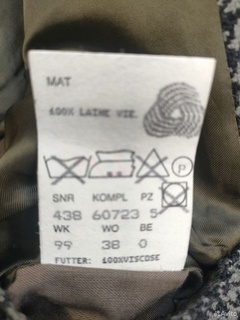 MAT
100% LAINE VIE.
P
SNR KOMPL PZ
438 60723 5
WK WO BE
99 38 0
FUTTER: 100%VISCOSE
Avito